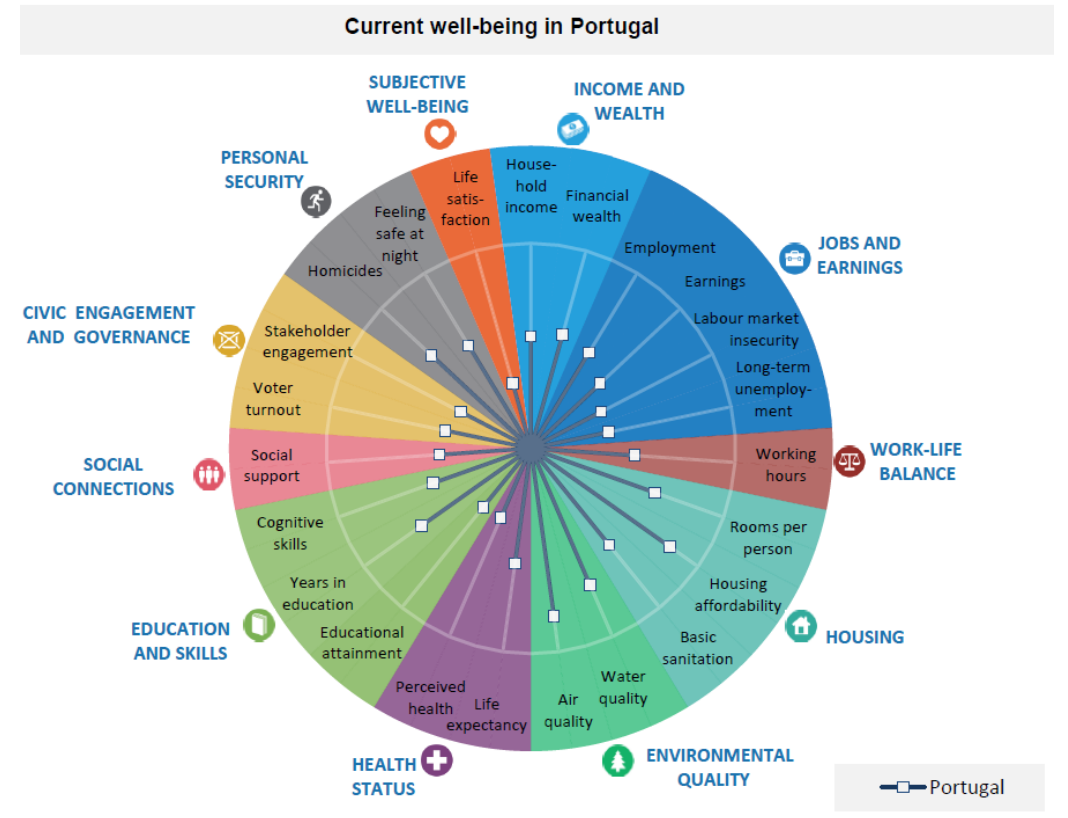 Current well-being in Portugal
SUBJECTIVE
WELL-BEING
INCOME AND
WEALTH
PERSONAL
SECURITY
JOBS AND
EARNINGS
CIVIC ENGAGEMENT
AND GOVERNANCE
WORK-LIFE
BALANCE
SOCIAL
CONNECTIONS
HOUSING
EDUCATION
AND SKILLS
ENVIRONMENTAL
QUALITY
HEALTH
STATUS
House-
hold
income
Financial
wealth
Employment
Earnings
Labour market
insecurity
Long-term
unemploy-
ment
Working
hours
Rooms per
person
Housing
affordability
Basic
sanitation
Water
quality
Air
quality
Life
expectancy
Perceived
health
Educational
attainment
Years in
education
Cognitive
skills
Social
support
Voter
turnout
Stakeholder
engagement
Homicides
Feeling
safe at
night
Life
satis-
faction
Portugal